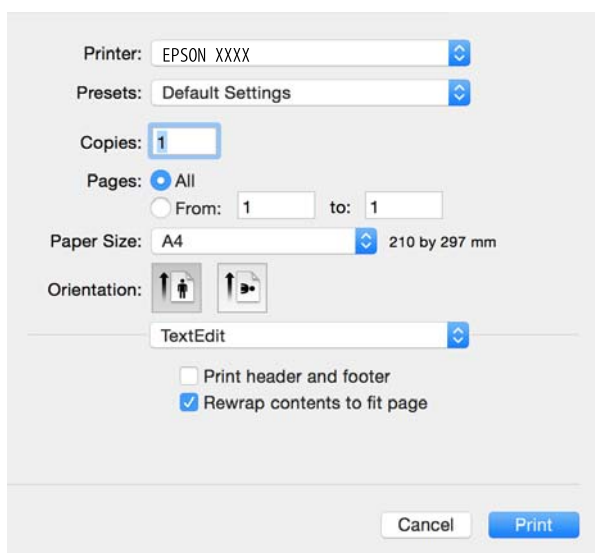 Printer: EPSON XXXX
Presets: Default Settings
Copies: 1
Pages: All
From: 1 to: 1
Paper Size: A4 210 by 297 mm
Orientation:
TextEdit
Print header and footer
Rewrap contents to fit page
Cancel Print